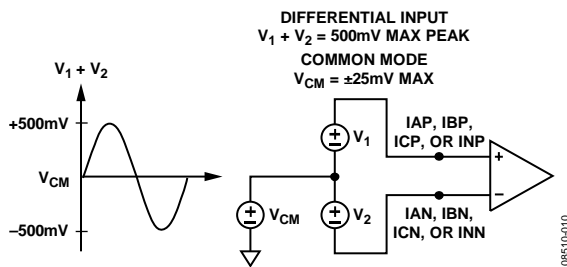 DIFFERENTIAL INPUT
V1 + V2 = 500mV MAX PEAK
COMMON MODE
VCM = ±25mV MAX
V1 + V2
+500mV
VCM
–500mV
V1
V2
VCM
IAP, IBP,
ICP, OR INP
IAN, IBN,
ICN, OR INN
+
–
08510-010